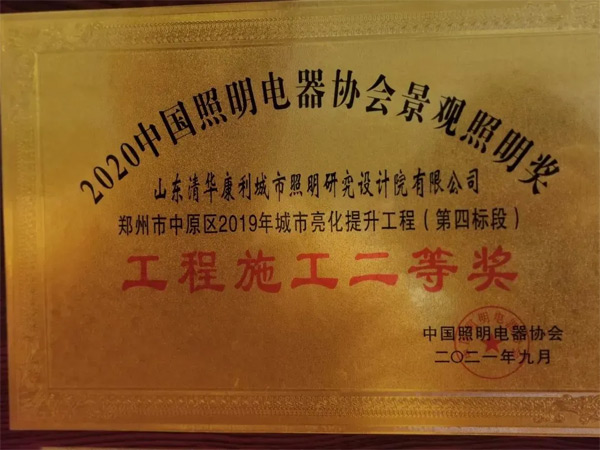 2020中国照明电器协会景观照明奖
山东清华康利城市照明研究设计院有限公司
郑州市中原区2019年城市亮化提升工程（第四标段）
工程施工二等奖
中国照明电器协会
二〇二一年九月